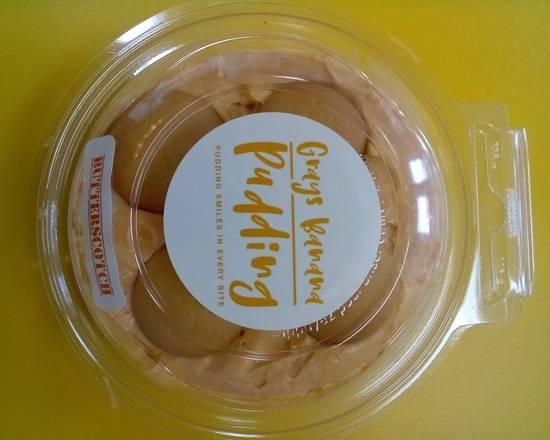 Grays Banana
Pudding
PUDDING SMILES IN EVERY BITE
BUTTERSCOTCH